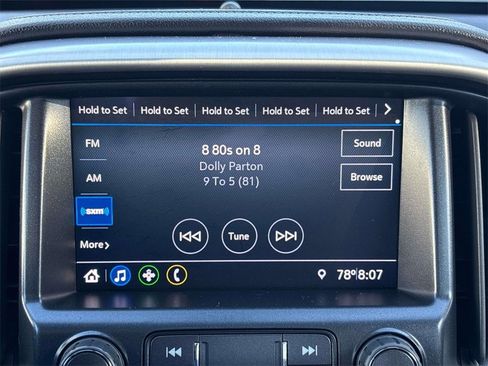 Hold to Set Hold to Set Hold to Set Hold to Set Hold to Set
FM
8 80s on 8
Sound
Dolly Parton
AM
9 To 5 (81)
Browse
sxm
More
Tune
78° 8:07